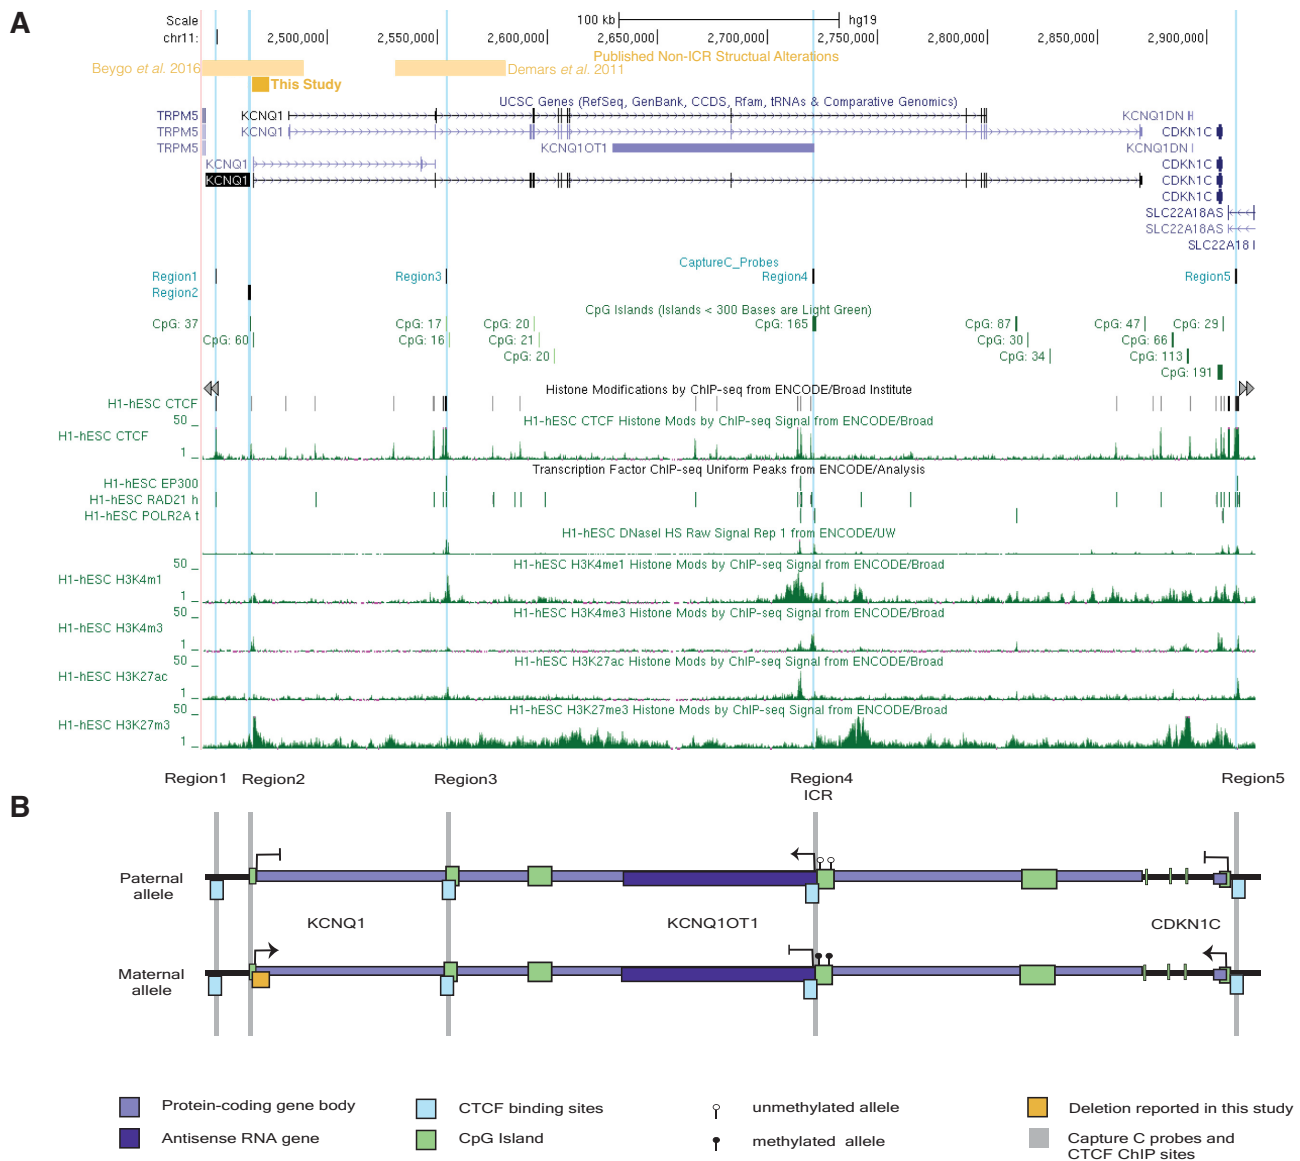 A
Scale
100 kb
hg19
chr11:
2,500,000
2,550,000
2,600,000
2,650,000
2,700,000
2,750,000
2,800,000
2,850,000
2,900,000
Published Non-ICR Structual Alterations
Beygo et al. 2016
Demars et al. 2011
This Study
UCSC Genes (RefSeq, GenBank, CCDS, Rfam, tRNAs & Comparative Genomics)
TRPM5 KCNQ1 KCNQ1DN
TRPM5 KCNQ1 CDKN1C
TRPM5 KCNQ1OT1 KCNQ1DN
KCNQ1 CDKN1C
KCNQ1 CDKN1C
CDKN1C
SLC22A18AS
SLC22A18AS
SLC22A18
CaptureC_Probes
Region1 Region3 Region4 Region5
Region2
CpG Islands (Islands < 300 Bases are Light Green)
CpG: 37 CpG: 17 CpG: 20 CpG: 165 CpG: 87 CpG: 47 CpG: 29
CpG: 60 CpG: 16 CpG: 21 CpG: 30 CpG: 66
CpG: 20 CpG: 34 CpG: 113
CpG: 191
Histone Modifications by ChIP-seq from ENCODE/Broad Institute
H1-hESC CTCF
H1-hESC CTCF Histone Mods by ChIP-seq Signal from ENCODE/Broad
50
H1-hESC CTCF
1
Transcription Factor ChIP-seq Uniform Peaks from ENCODE/Analysis
H1-hESC EP300
H1-hESC RAD21 h
H1-hESC POLR2A t
H1-hESC DNaseI HS Raw Signal Rep 1 from ENCODE/UW
H1-hESC H3K4me1 Histone Mods by ChIP-seq Signal from ENCODE/Broad
50
H1-hESC H3K4m1
1
H1-hESC H3K4me3 Histone Mods by ChIP-seq Signal from ENCODE/Broad
50
H1-hESC H3K4m3
1
H1-hESC H3K27ac Histone Mods by ChIP-seq Signal from ENCODE/Broad
50
H1-hESC H3K27ac
1
H1-hESC H3K27me3 Histone Mods by ChIP-seq Signal from ENCODE/Broad
50
H1-hESC H3K27m3
1
Region1 Region2 Region3 Region4 Region5
ICR
B
Paternal
allele
KCNQ1 KCNQ1OT1 CDKN1C
Maternal
allele
Protein-coding gene body
CTCF binding sites
unmethylated allele
Deletion reported in this study
Antisense RNA gene
CpG Island
methylated allele
Capture C probes and
CTCF ChIP sites